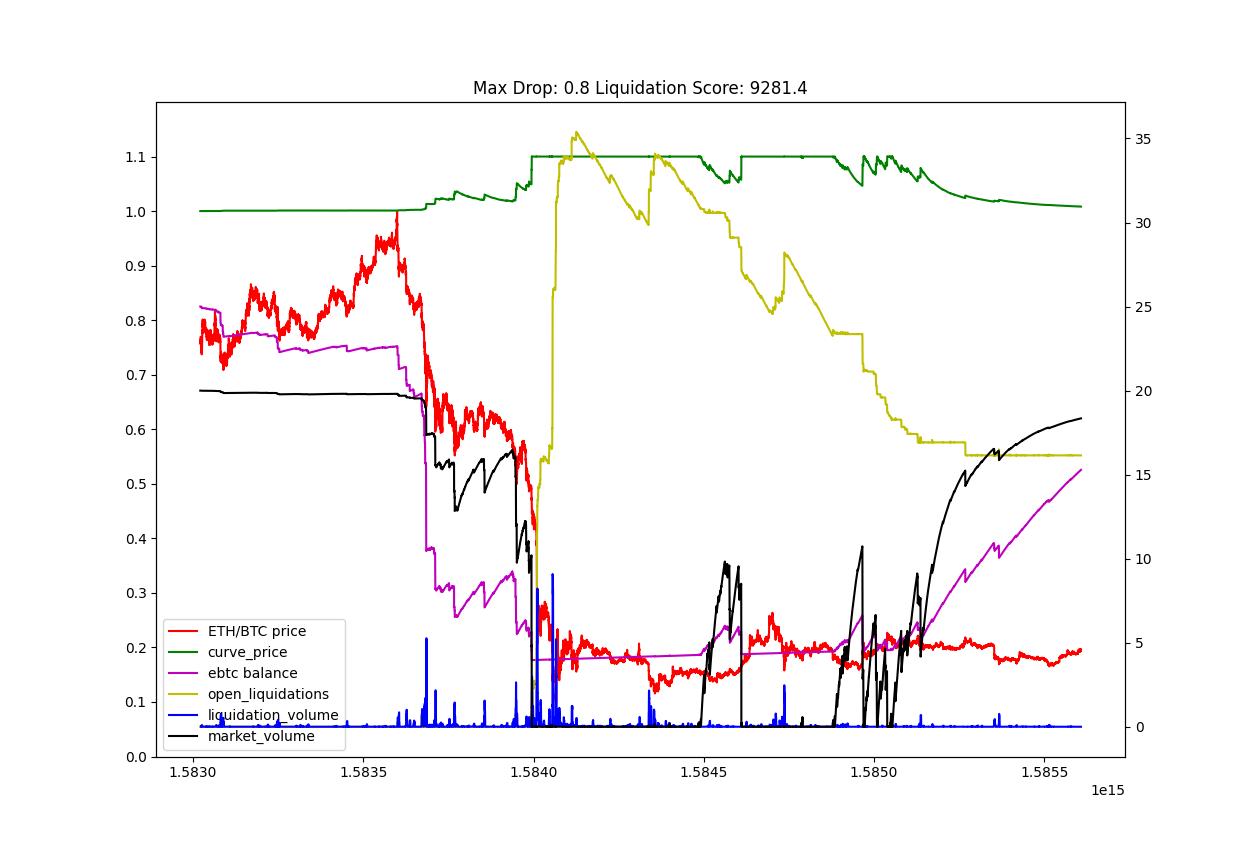 Max Drop: 0.8 Liquidation Score: 9281.4
1.1
1.0
0.9
0.8
0.7
0.6
0.5
0.4
0.3
0.2
0.1
0.0
35
30
25
20
15
10
5
0
ETH/BTC price
curve_price
ebtc balance
open_liquidations
liquidation_volume
market_volume
1.5830 1.5835 1.5840 1.5845 1.5850 1.5855
1e15